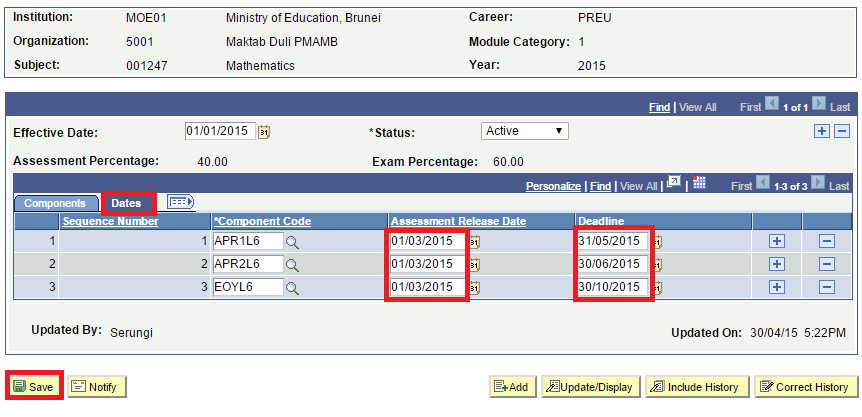 Institution: MOE01 Ministry of Education, Brunei Career: PREU
Organization: 5001 Maktab Duli PMAMB Module Category: 1
Subject: 001247 Mathematics Year: 2015
Find | View All First 1 of 1 Last
Effective Date: 01/01/2015 *Status: Active
Assessment Percentage: 40.00 Exam Percentage: 60.00
Personalize | Find | View All | | First 1-3 of 3 Last
Components Dates
Sequence Number *Component Code Assessment Release Date Deadline
1 1 APR1L6 01/03/2015 31/05/2015
2 2 APR2L6 01/03/2015 30/06/2015
3 3 EOYL6 01/03/2015 30/10/2015
Updated By: Serungi Updated On: 30/04/15 5:22PM
Save Notify Add Update/Display Include History Correct History